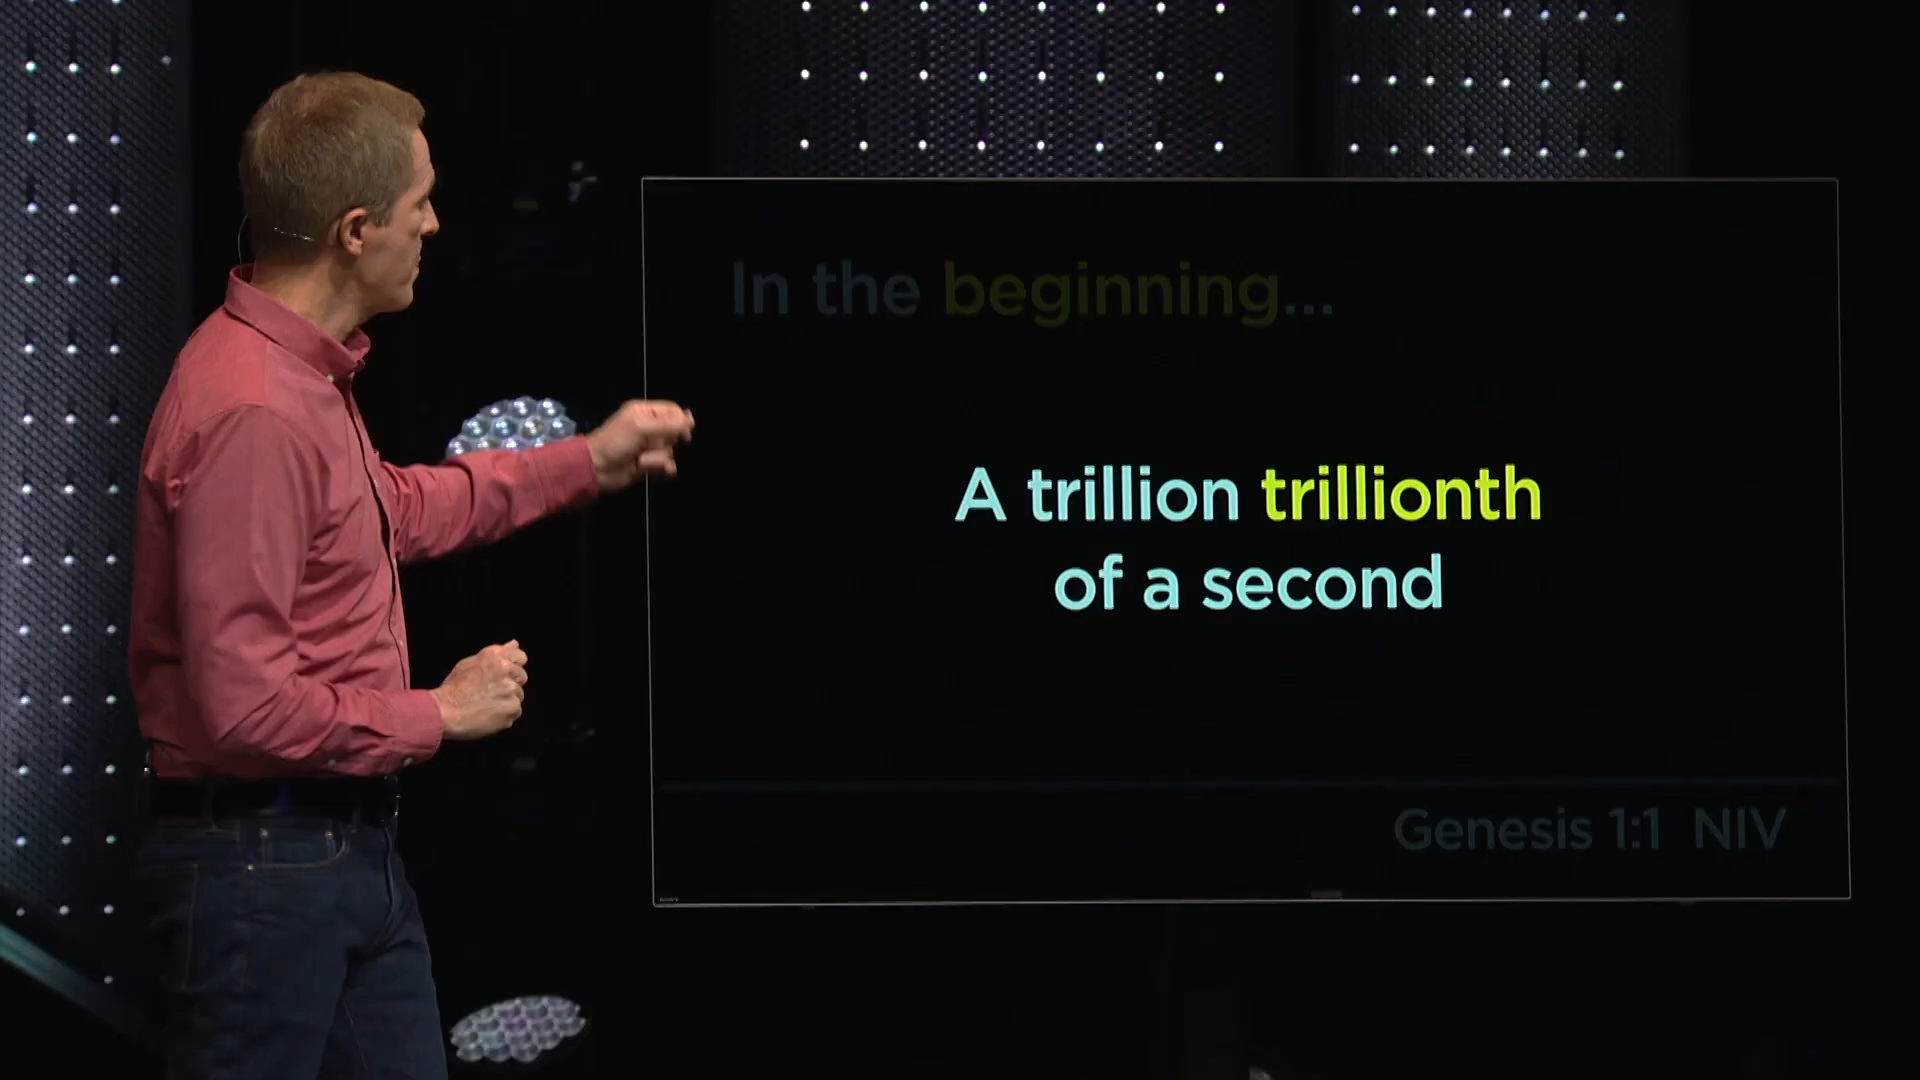 In the beginning...
A trillion trillionth
of a second
Genesis 1:1 NIV